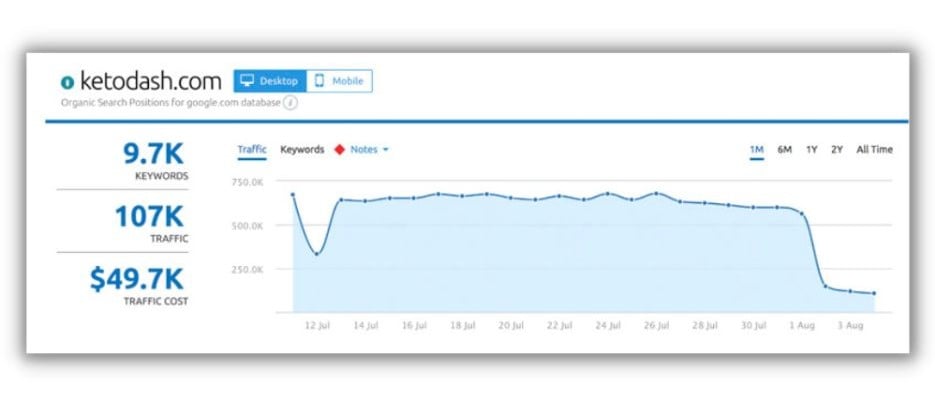 ketodash.com Desktop Mobile
Organic Search Positions for google.com database i
9.7K
KEYWORDS
107K
TRAFFIC
$49.7K
TRAFFIC COST
Traffic Keywords Notes 1M 6M 1Y 2Y All Time
750.0K
500.0K
250.0K
12 Jul 14 Jul 16 Jul 18 Jul 20 Jul 22 Jul 24 Jul 26 Jul 28 Jul 30 Jul 1 Aug 3 Aug